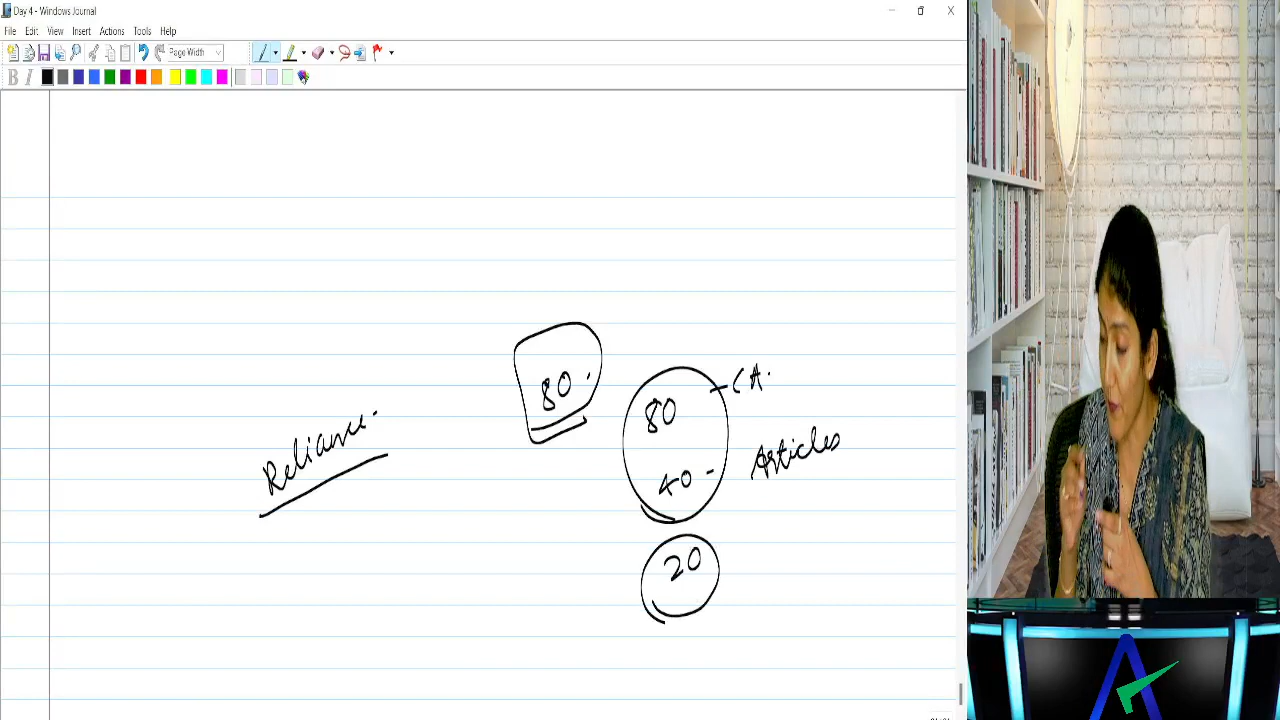 Day 4 - Windows Journal
File Edit View Insert Actions Tools Help
Page Width
B I
80.
CA.
80
Reliance.
Articles
40 -
20